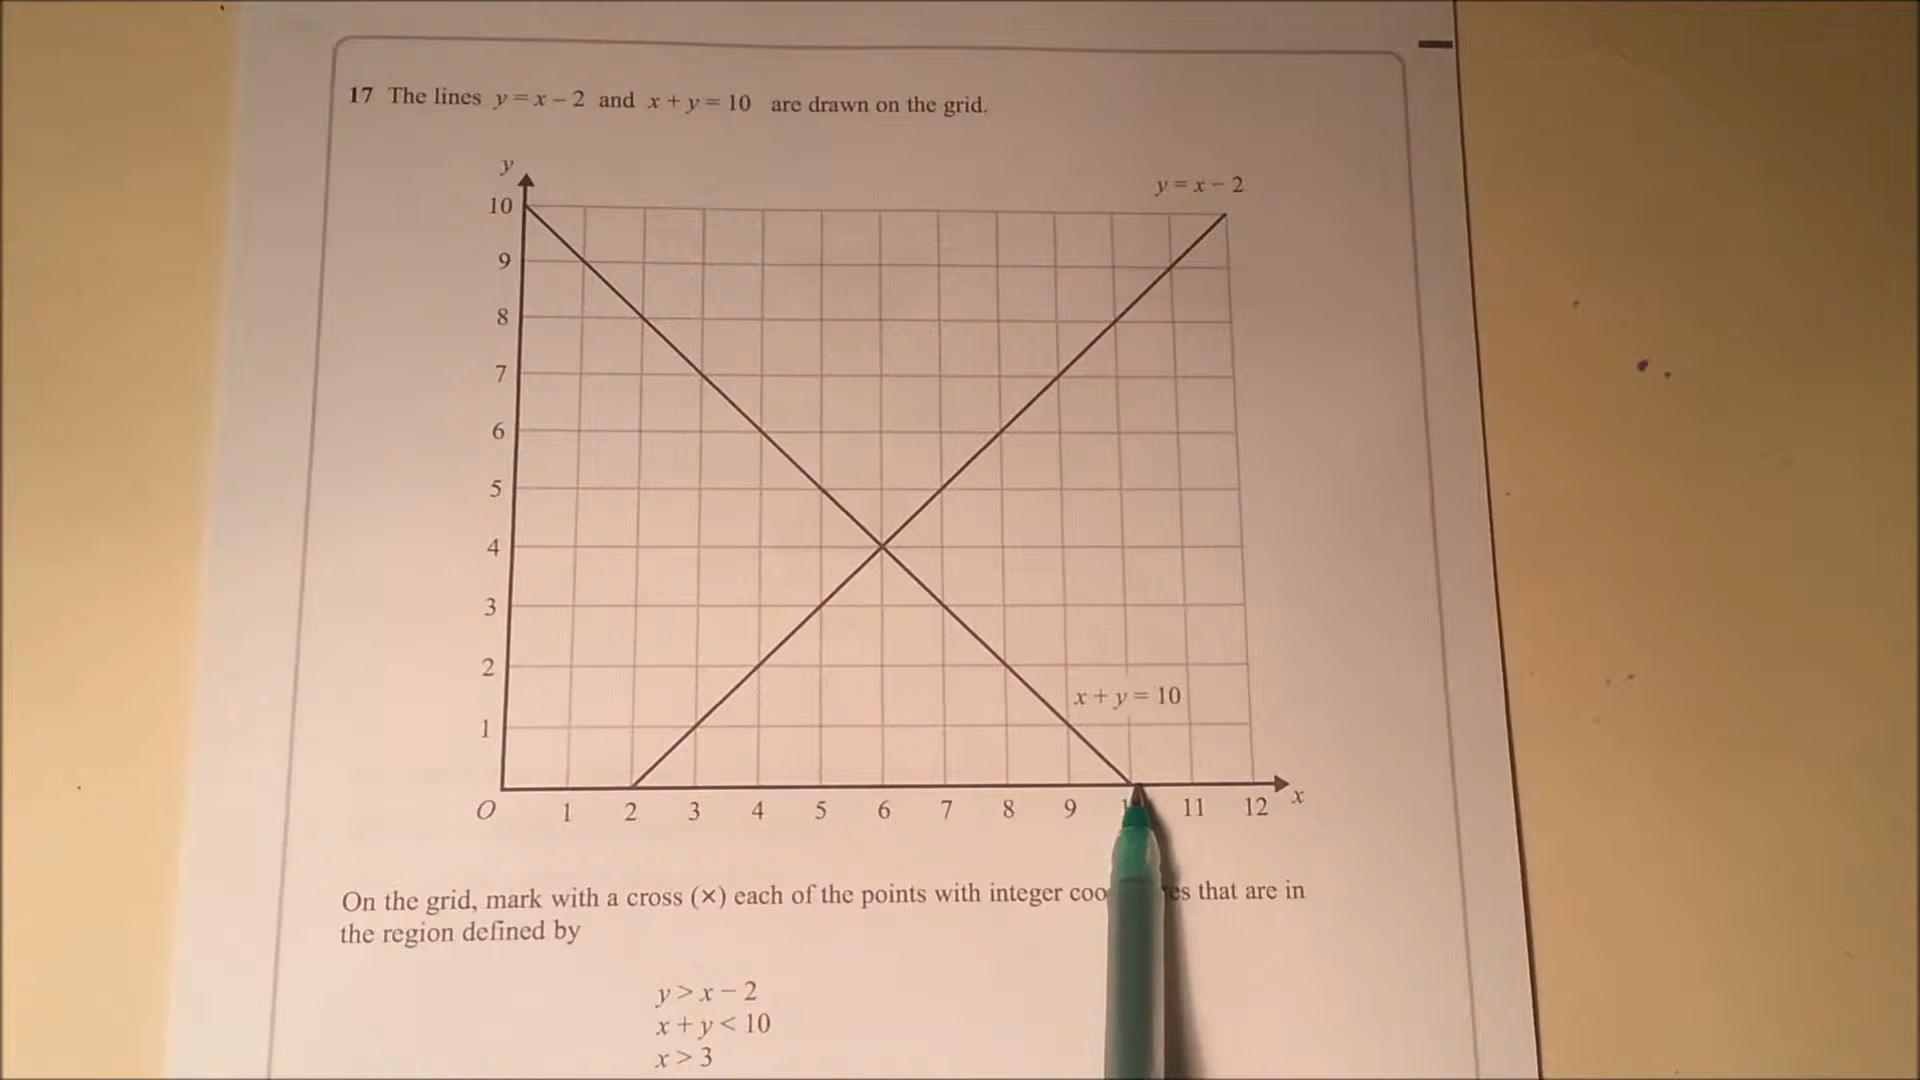 17 The lines y = x − 2 and x + y = 10 are drawn on the grid.
y
y = x − 2
10
9
8
7
6
5
4
3
2
x + y = 10
1
O 1 2 3 4 5 6 7 8 9 11 12 x
On the grid, mark with a cross (×) each of the points with integer that are in
the region defined by
y > x − 2
x + y < 10
x > 3